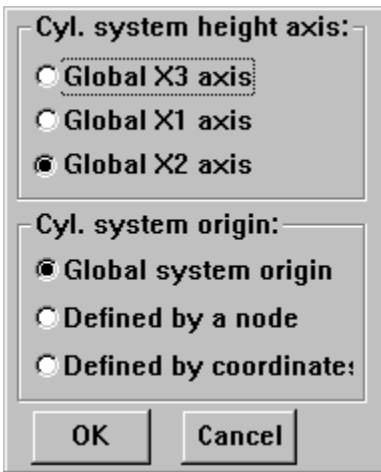 Cyl. system height axis:
Global X3 axis
Global X1 axis
Global X2 axis
Cyl. system origin:
Global system origin
Defined by a node
Defined by coordinates
OK Cancel